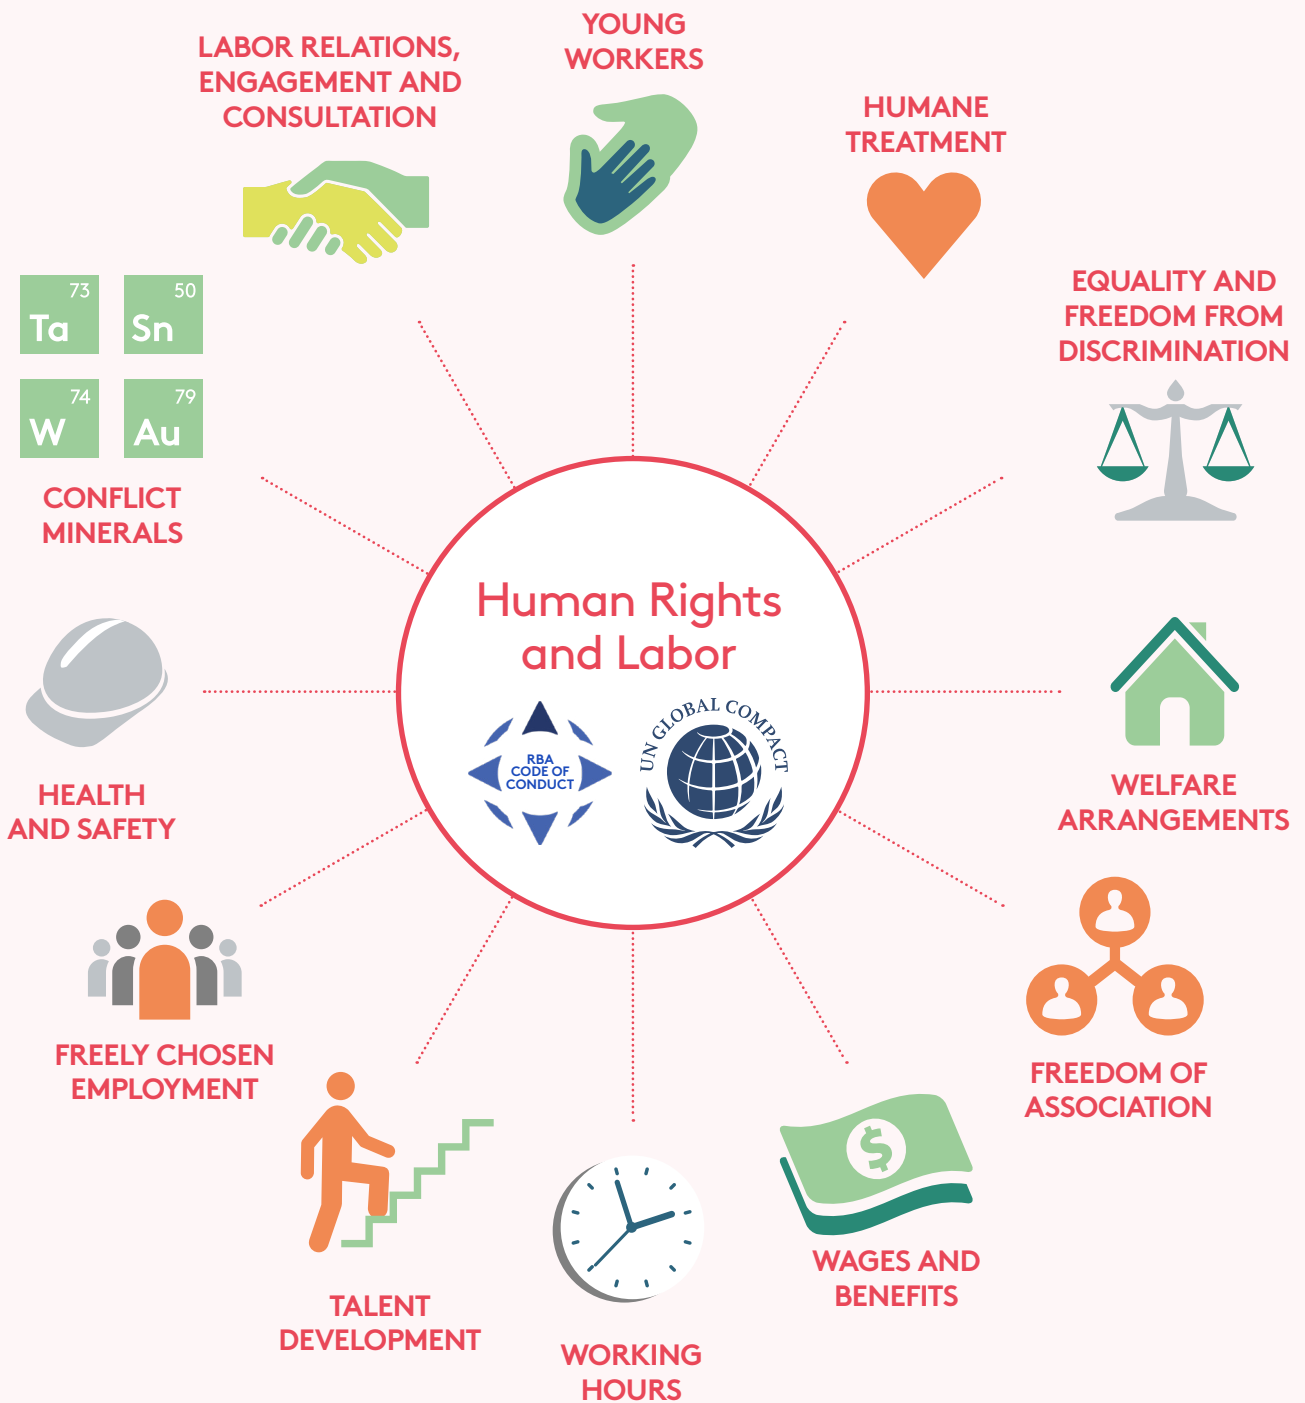 YOUNG
WORKERS
LABOR RELATIONS,
ENGAGEMENT AND
CONSULTATION
HUMANE
TREATMENT
EQUALITY AND
FREEDOM FROM
DISCRIMINATION
73
Ta
50
Sn
74
W
79
Au
CONFLICT
MINERALS
Human Rights
and Labor
RBA
CODE OF
CONDUCT
UN GLOBAL COMPACT
HEALTH
AND SAFETY
WELFARE
ARRANGEMENTS
FREELY CHOSEN
EMPLOYMENT
FREEDOM OF
ASSOCIATION
$
TALENT
DEVELOPMENT
WAGES AND
BENEFITS
WORKING
HOURS